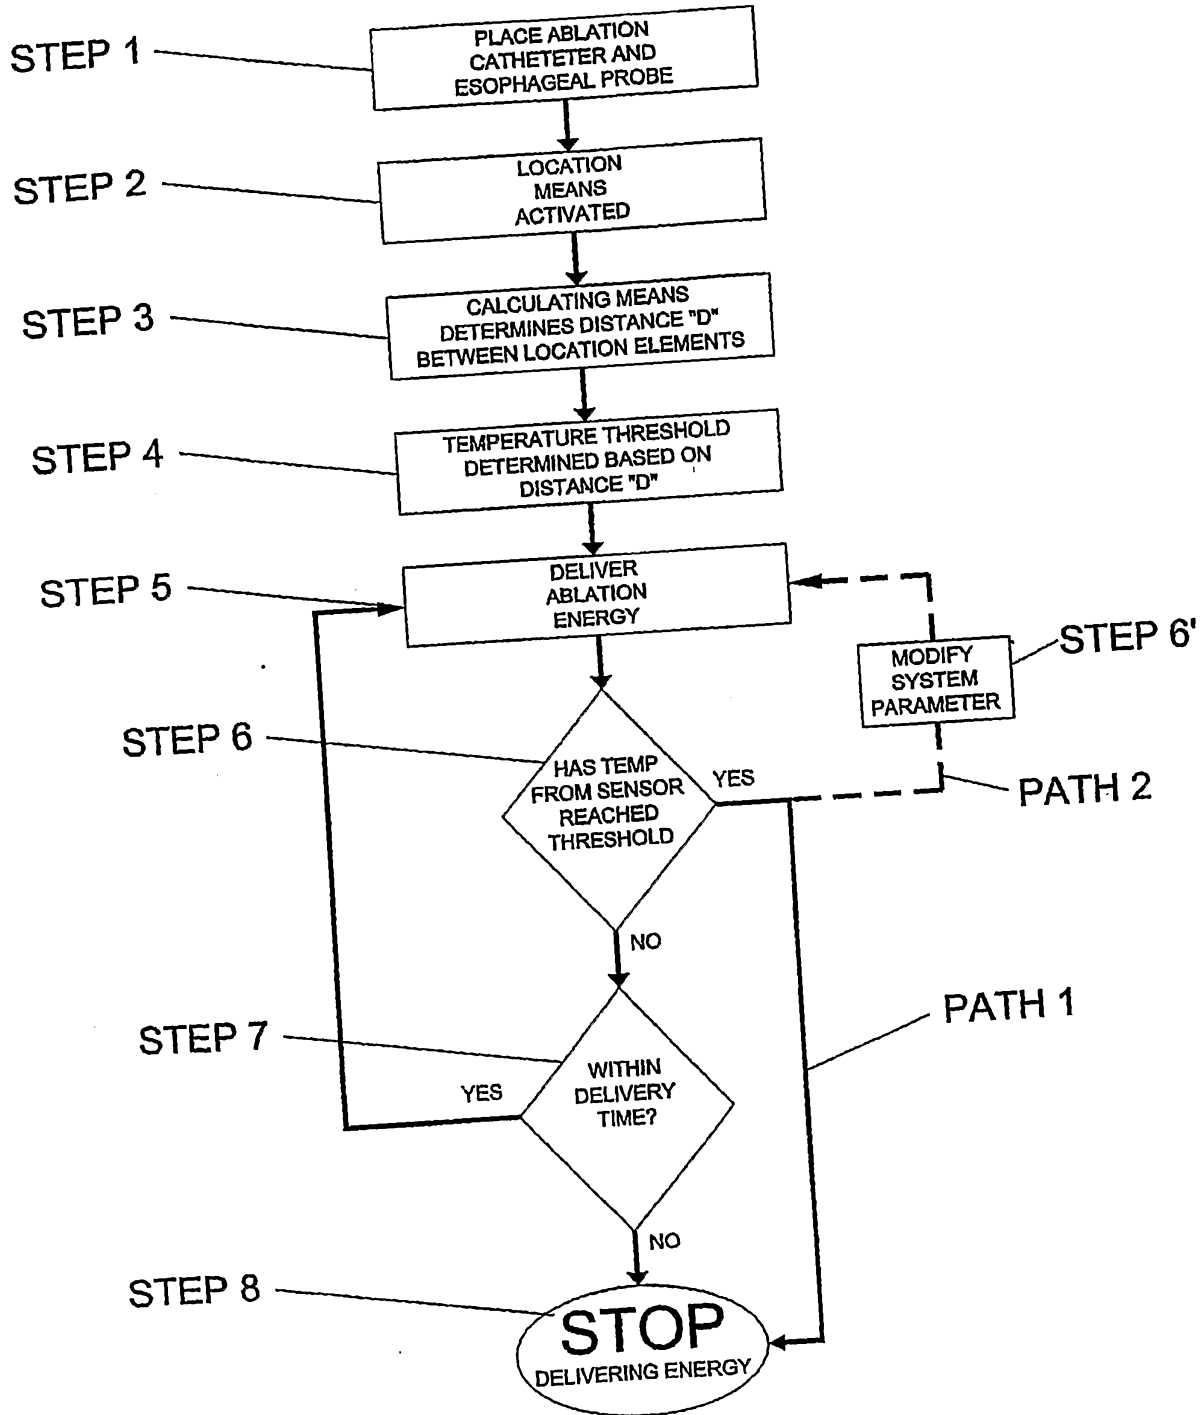 STEP 1
PLACE ABLATION
CATHETETER AND
ESOPHAGEAL PROBE
STEP 2
LOCATION
MEANS
ACTIVATED
STEP 3
CALCULATING MEANS
DETERMINES DISTANCE "D"
BETWEEN LOCATION ELEMENTS
STEP 4
TEMPERATURE THRESHOLD
DETERMINED BASED ON
DISTANCE "D"
STEP 5
DELIVER
ABLATION
ENERGY
STEP 6'
MODIFY
SYSTEM
PARAMETER
STEP 6
HAS TEMP
FROM SENSOR
REACHED
THRESHOLD
YES
PATH 2
NO
PATH 1
STEP 7
WITHIN
DELIVERY
TIME?
YES
NO
STEP 8
STOP
DELIVERING ENERGY